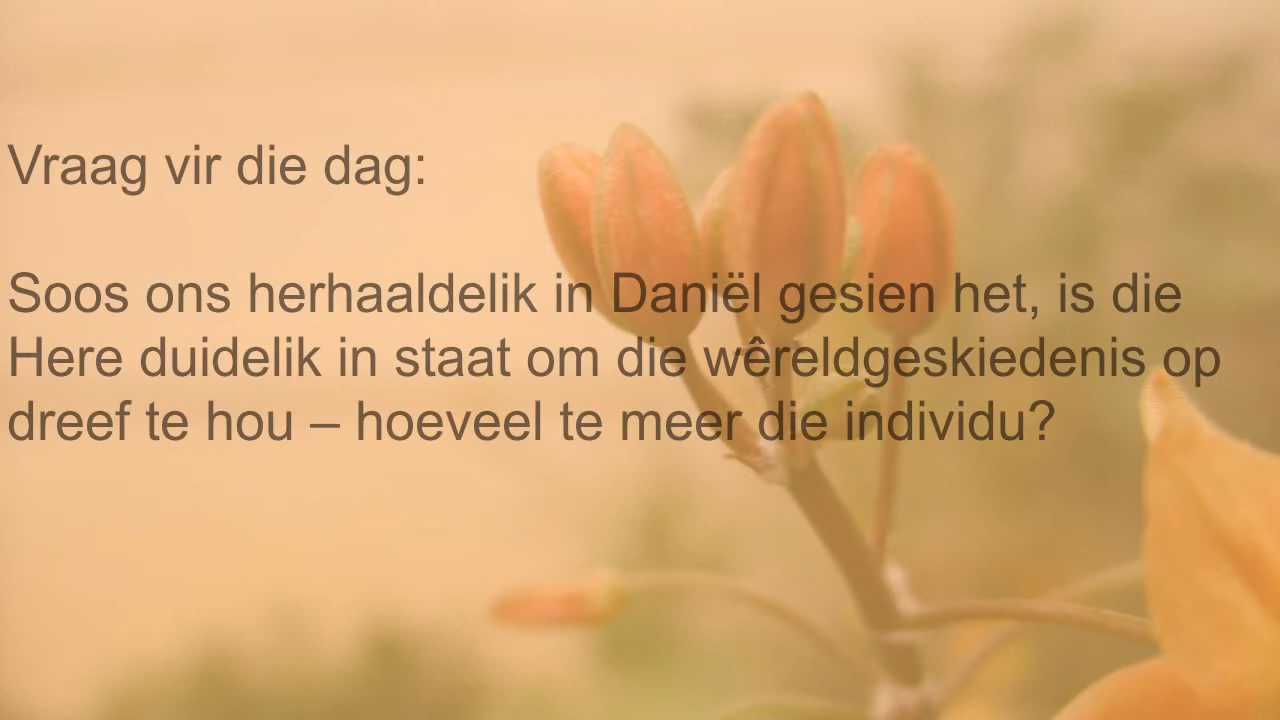 Vraag vir die dag:
Soos ons herhaaldelik in Daniël gesien het, is die
Here duidelik in staat om die wêreldgeskiedenis op
dreef te hou – hoeveel te meer die individu?